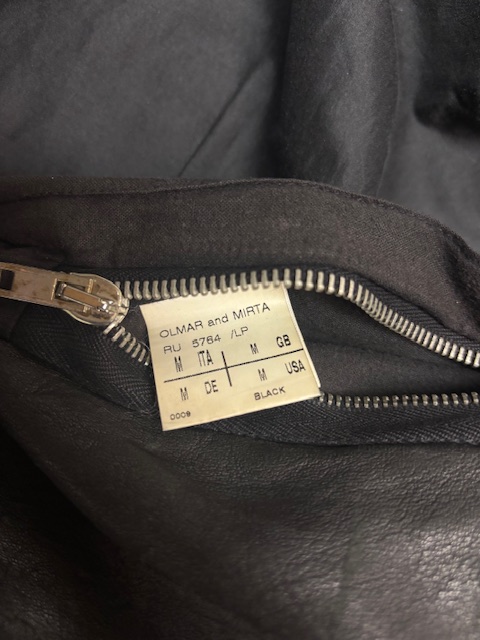 OLMAR and MIRTA
RU 5764 /LP
M ITA M GB
M DE M USA
0009 BLACK